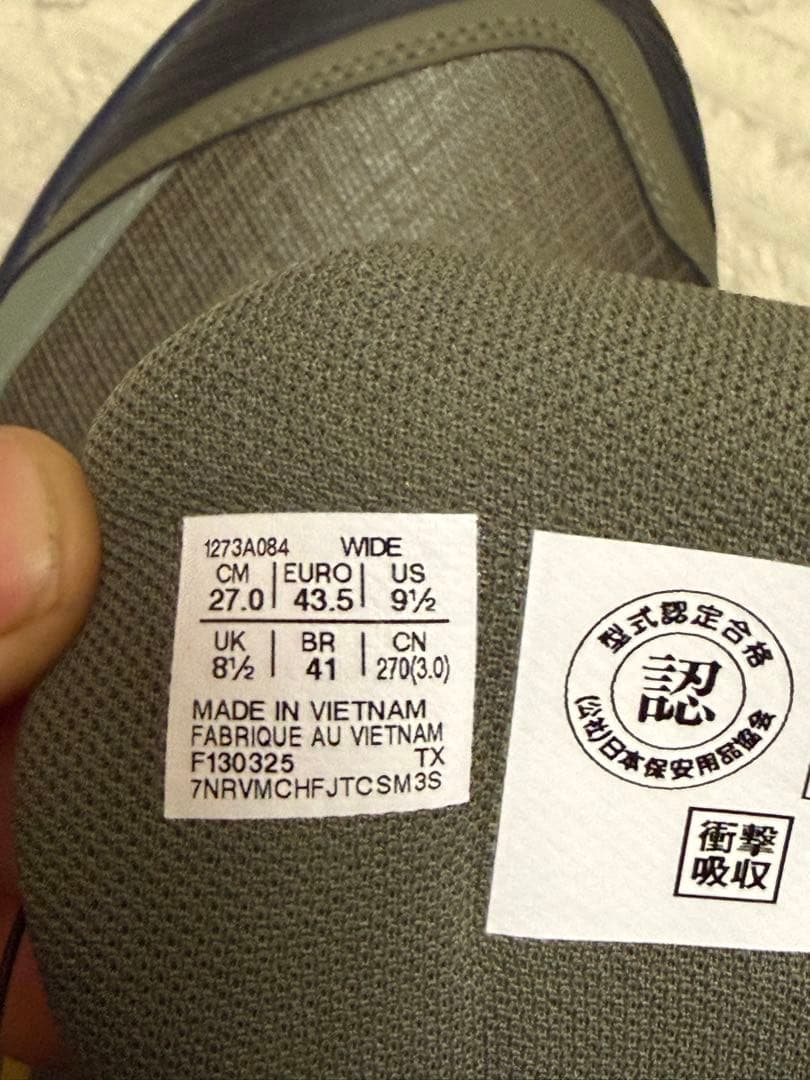 1273A084 WIDE
CM | EURO | US
27.0 | 43.5 | 9½
UK | BR | CN
8½ | 41 | 270(3.0)
MADE IN VIETNAM
FABRIQUE AU VIETNAM
F130325 TX
7NRVMCHFJTCSM3S
型式認定合格
認
(公社)日本保安用品協会
衝撃
吸収